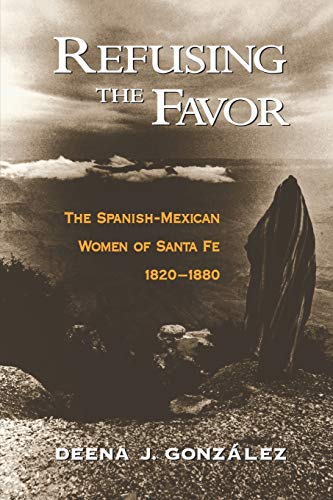 REFUSING
THE
FAVOR
THE SPANISH-MEXICAN
WOMEN OF SANTA FE
1820–1880
DEENA J. GONZÁLEZ